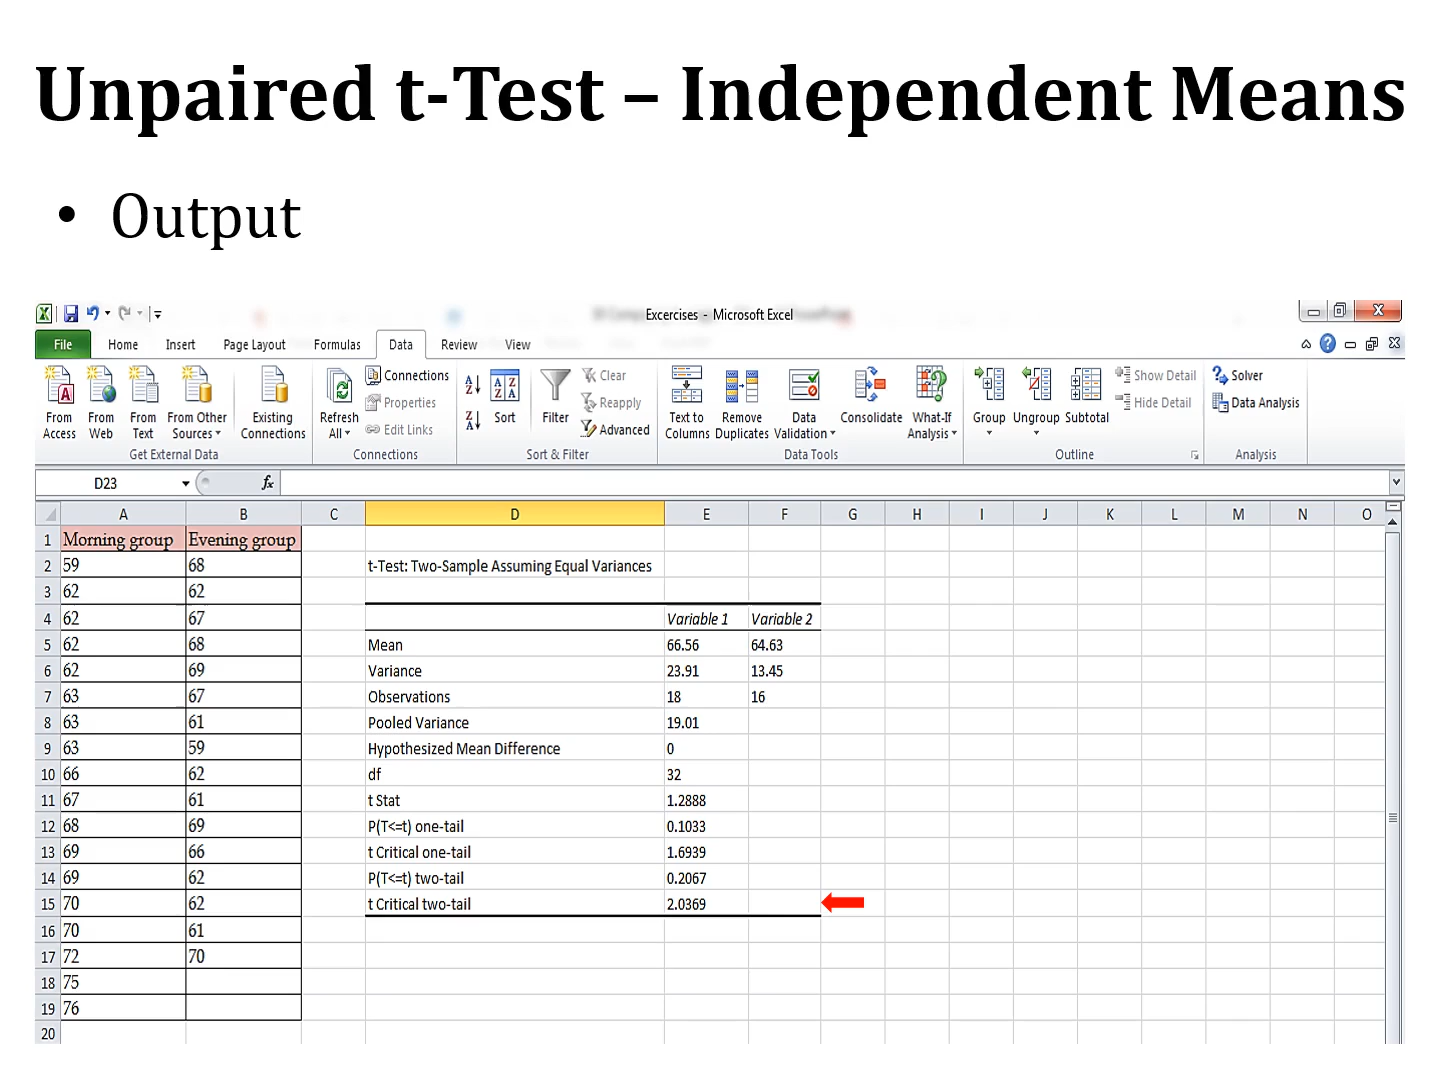 Unpaired t-Test – Independent Means
• Output
Excercises - Microsoft Excel
File Home Insert Page Layout Formulas Data Review View
From Access From Web From Text From Other Sources Existing Connections Refresh All Connections Properties Edit Links Sort Filter Clear Reapply Advanced Text to Columns Remove Duplicates Data Validation Consolidate What-If Analysis Group Ungroup Subtotal Show Detail Hide Detail Solver Data Analysis
Get External Data Connections Sort & Filter Data Tools Outline Analysis
D23 fx
A B C D E F G H I J K L M N O
1 Morning group Evening group
2 59 68 t-Test: Two-Sample Assuming Equal Variances
3 62 62
4 62 67 Variable 1 Variable 2
5 62 68 Mean 66.56 64.63
6 62 69 Variance 23.91 13.45
7 63 67 Observations 18 16
8 63 61 Pooled Variance 19.01
9 63 59 Hypothesized Mean Difference 0
10 66 62 df 32
11 67 61 t Stat 1.2888
12 68 69 P(T<=t) one-tail 0.1033
13 69 66 t Critical one-tail 1.6939
14 69 62 P(T<=t) two-tail 0.2067
15 70 62 t Critical two-tail 2.0369
16 70 61
17 72 70
18 75
19 76
20